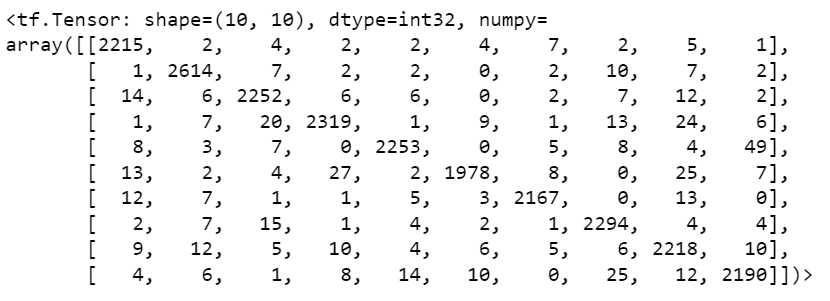 <tf.Tensor: shape=(10, 10), dtype=int32, numpy=
array([[2215, 2, 4, 2, 2, 4, 7, 2, 5, 1],
[ 1, 2614, 7, 2, 2, 0, 2, 10, 7, 2],
[ 14, 6, 2252, 6, 6, 0, 2, 7, 12, 2],
[ 1, 7, 20, 2319, 1, 9, 1, 13, 24, 6],
[ 8, 3, 7, 0, 2253, 0, 5, 8, 4, 49],
[ 13, 2, 4, 27, 2, 1978, 8, 0, 25, 7],
[ 12, 7, 1, 1, 5, 3, 2167, 0, 13, 0],
[ 2, 7, 15, 1, 4, 2, 1, 2294, 4, 4],
[ 9, 12, 5, 10, 4, 6, 5, 6, 2218, 10],
[ 4, 6, 1, 8, 14, 10, 0, 25, 12, 2190]])>